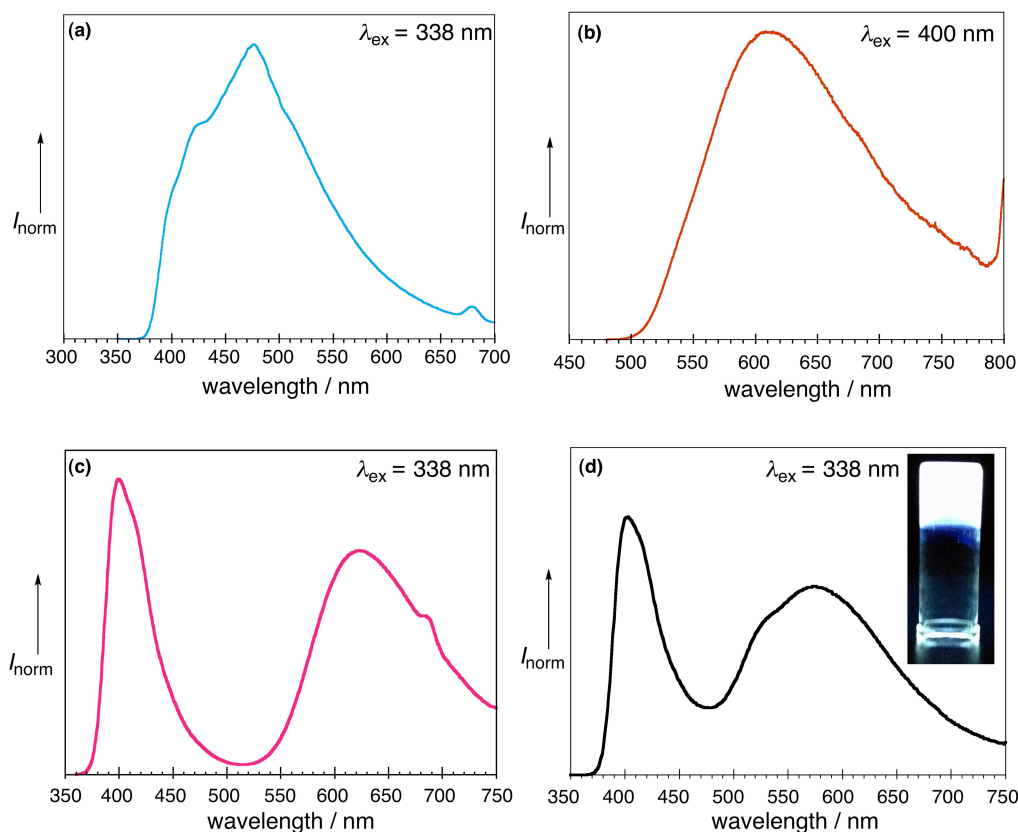 (a)
λex = 338 nm
Inorm
300 350 400 450 500 550 600 650 700
wavelength / nm
(b)
λex = 400 nm
Inorm
450 500 550 600 650 700 750 800
wavelength / nm
(c)
λex = 338 nm
Inorm
350 400 450 500 550 600 650 700 750
wavelength / nm
(d)
λex = 338 nm
Inorm
350 400 450 500 550 600 650 700 750
wavelength / nm